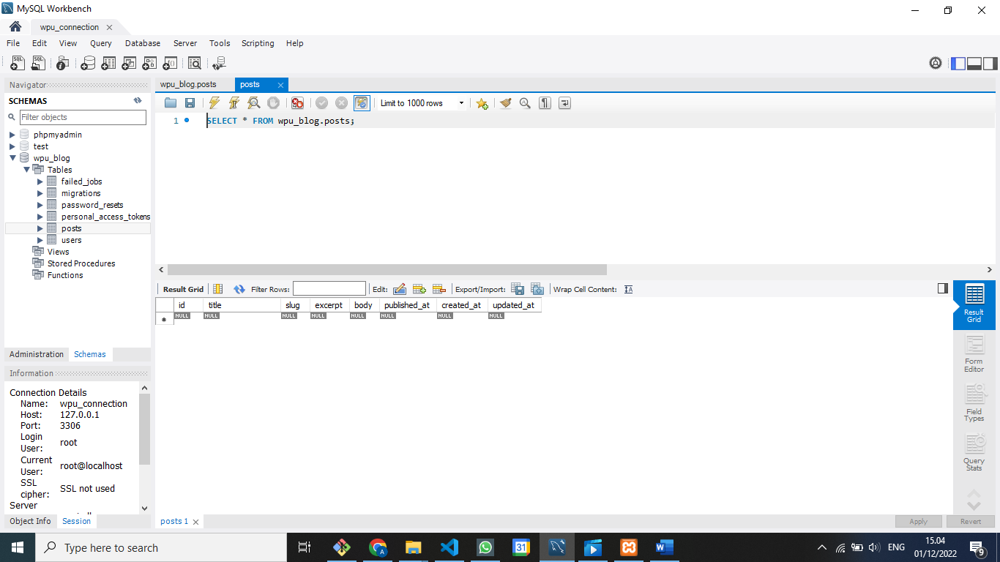 MySQL Workbench
wpu_connection
File Edit View Query Database Server Tools Scripting Help
Navigator
SCHEMAS
Filter objects
phpmyadmin
test
wpu_blog
Tables
failed_jobs
migrations
password_resets
personal_access_tokens
posts
users
Views
Stored Procedures
Functions
Administration Schemas
Information
Connection Details
Name: wpu_connection
Host: 127.0.0.1
Port: 3306
Login User: root
Current User: root@localhost
SSL cipher: SSL not used
Server
Object Info Session
wpu_blog.posts posts
Limit to 1000 rows
1 SELECT * FROM wpu_blog.posts;
Result Grid Filter Rows: Edit: Export/Import: Wrap Cell Content:
id title slug excerpt body published_at created_at updated_at
NULL NULL NULL NULL NULL NULL NULL NULL
Result Grid
Form Editor
Field Types
Query Stats
posts 1
Apply Revert
Type here to search
ENG
15.04
01/12/2022
9